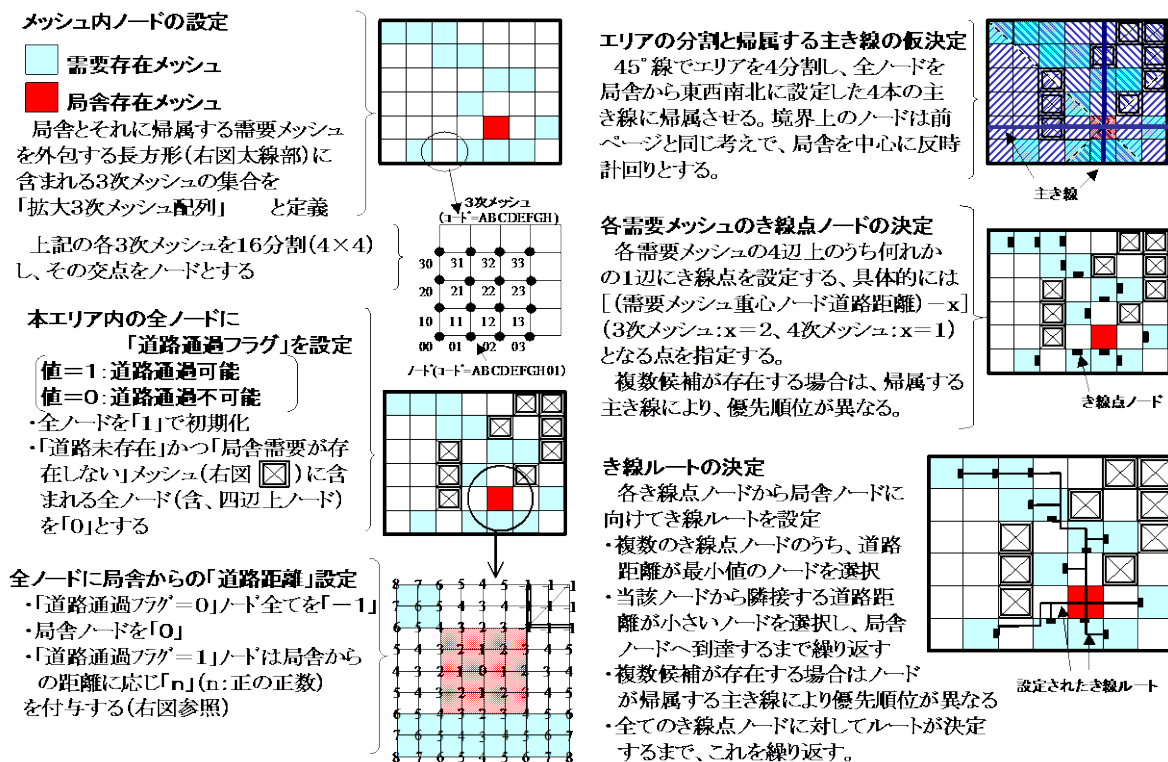 メッシュ内ノードの設定
需要存在メッシュ
局舎存在メッシュ
局舎とそれに帰属する需要メッシュ
を外包する長方形(右図太線部)に
含まれる3次メッシュの集合を
「拡大3次メッシュ配列」 と定義
3次メッシュ
(コード=ABCDEFGH)
上記の各3次メッシュを16分割(4×4)
し、その交点をノードとする
30 31 32 33
20 21 22 23
10 11 12 13
00 01 02 03
ノード(コード=ABCDEFGH01)
本エリア内の全ノードに
「道路通過フラグ」を設定
値=1:道路通過可能
値=0:道路通過不可能
・全ノードを「1」で初期化
・「道路未存在」かつ「局舎需要が存
在しない」メッシュ(右図 )に含
まれる全ノード(含、四辺上ノード)
を「0」とする
全ノードに局舎からの「道路距離」設定
・「道路通過フラグ=0」ノード全てを「-1」
・局舎ノードを「0」
・「道路通過フラグ=1」ノードは局舎から
の距離に応じ「n」(n:正の正数)
を付与する(右図参照)
エリアの分割と帰属する主き線の仮決定
45°線でエリアを4分割し、全ノードを
局舎から東西南北に設定した4本の主
き線に帰属させる。境界上のノードは前
ページと同じ考えで、局舎を中心に反時
計回りとする。
主き線
各需要メッシュのき線点ノードの決定
各需要メッシュの4辺上のうち何れか
の1辺にき線点を設定する、具体的には
[(需要メッシュ重心ノード道路距離)-x]
(3次メッシュ:x=2、4次メッシュ:x=1)
となる点を指定する。
複数候補が存在する場合は、帰属する
主き線により、優先順位が異なる。
き線点ノード
き線ルートの決定
各き線点ノードから局舎ノードに
向けてき線ルートを設定
・複数のき線点ノードのうち、道路
距離が最小値のノードを選択
・当該ノードから隣接する道路距
離が小さいノードを選択し、局舎
ノードへ到達するまで繰り返す
・複数候補が存在する場合はノード
が帰属する主き線により優先順位が異なる
・全てのき線点ノードに対してルートが決定
するまで、これを繰り返す。
設定されたき線ルート